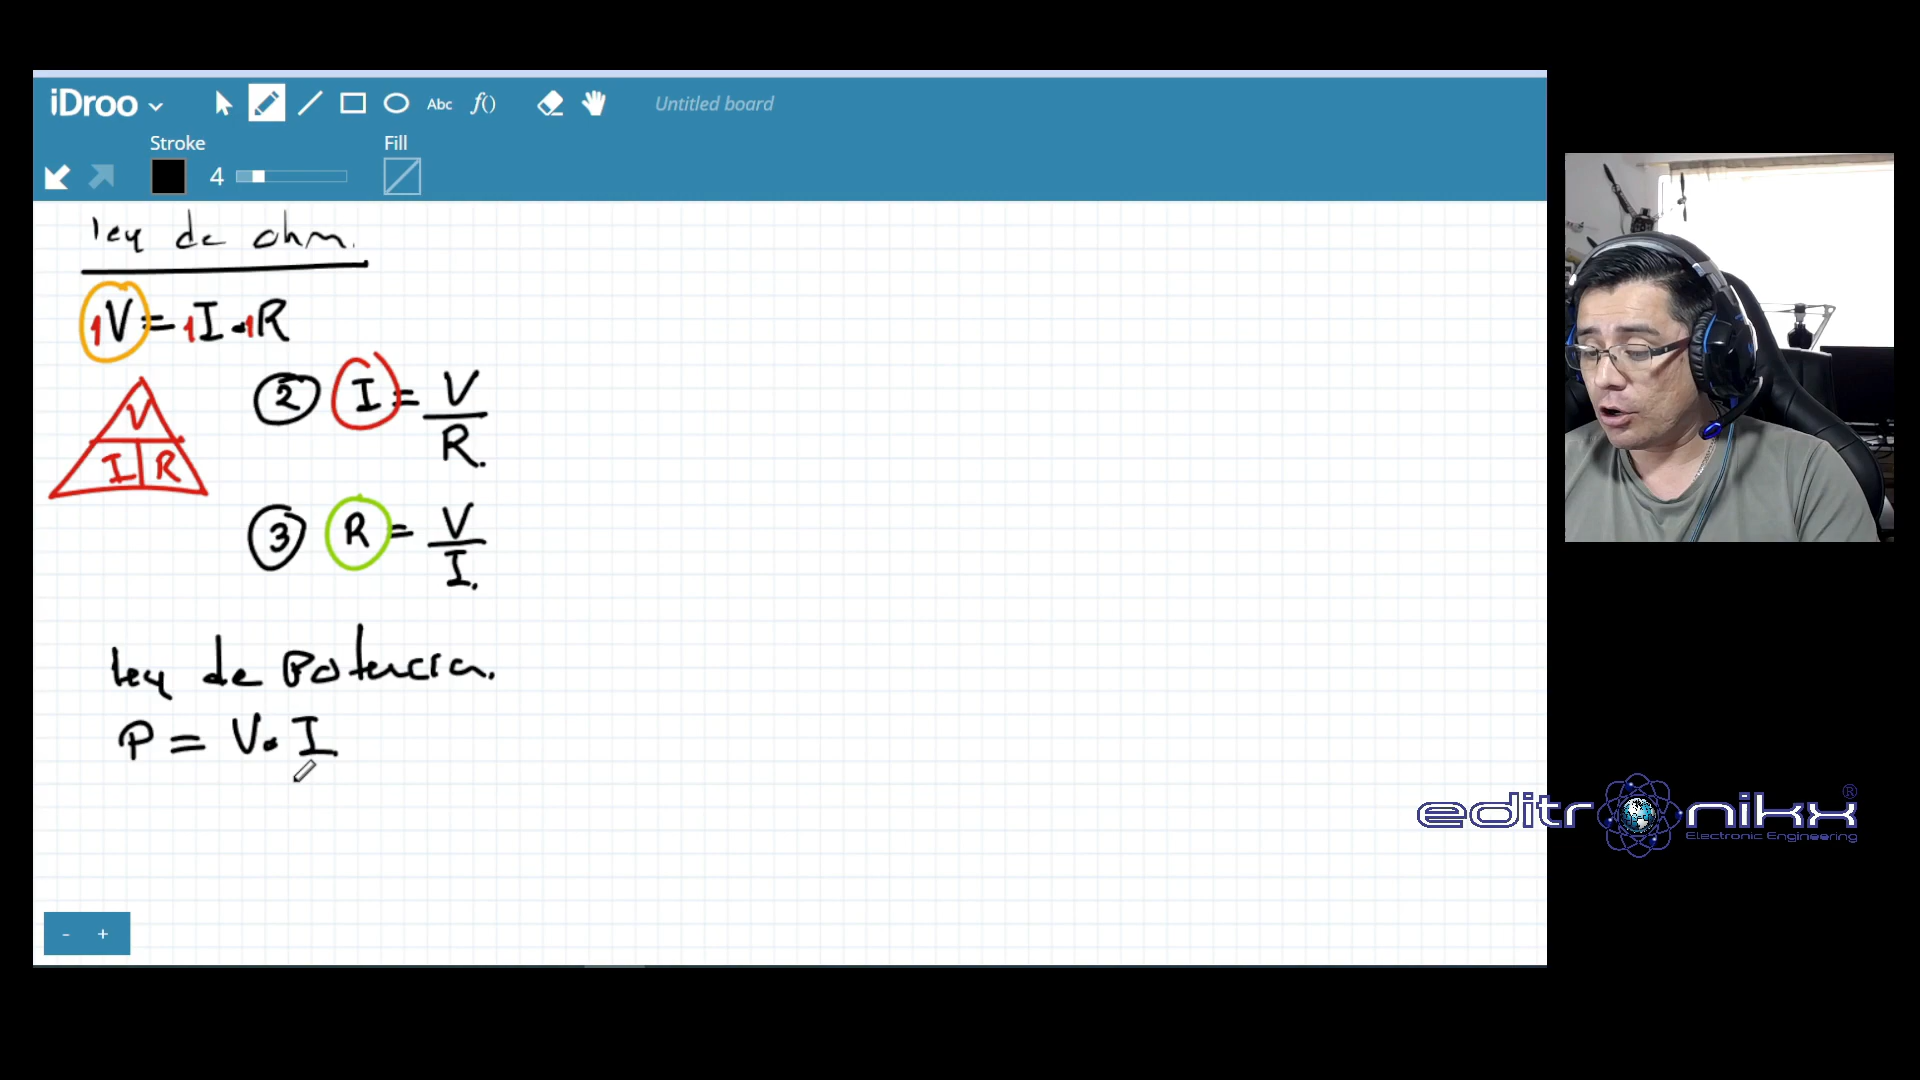 iDroo Abc f() Untitled board
Stroke Fill
4
ley de ohm.
1V = 1I . 1R
V
I R
② I = V
R.
③ R = V
I.
ley de Potencia.
P = V . I
- +
editronikx ®
Electronic Engineering